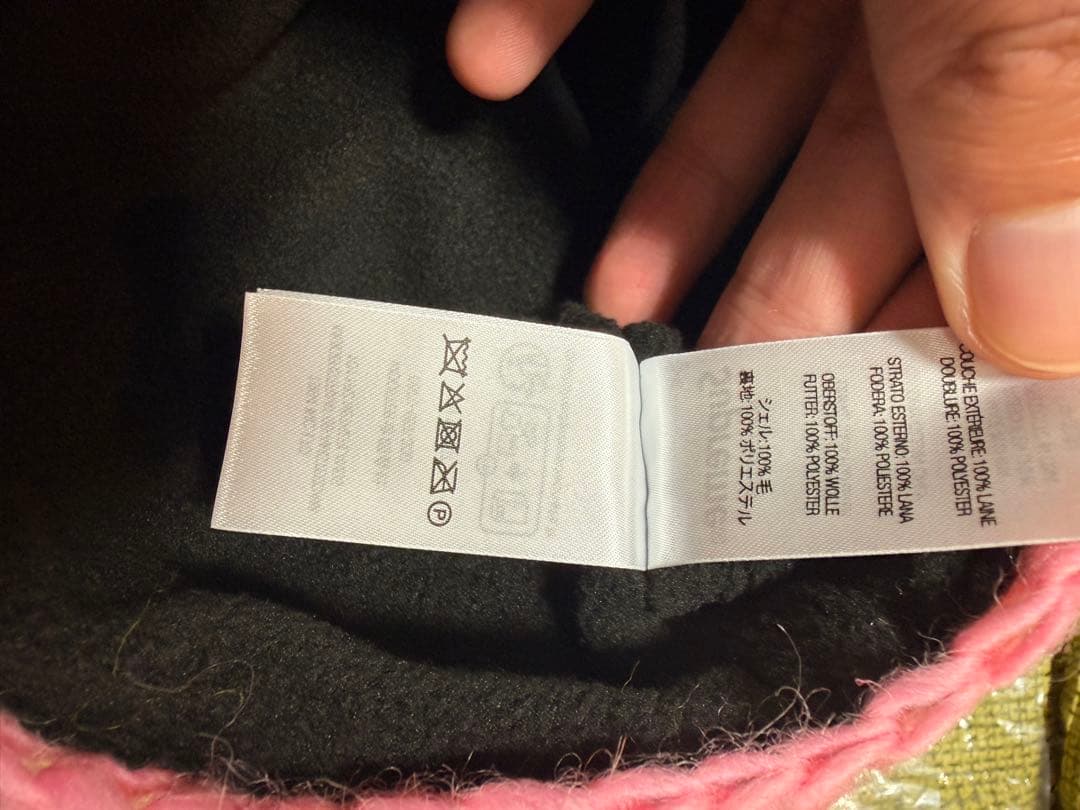 COUCHE EXTÉRIEURE: 100% LAINE
DOUBLURE: 100% POLYESTER
STRATO ESTERNO: 100% LANA
FODERA: 100% POLIESTERE
OBERSTOFF: 100% WOLLE
FUTTER: 100% POLYESTER
シェル: 100% 毛
裏地: 100% ポリエステル
P